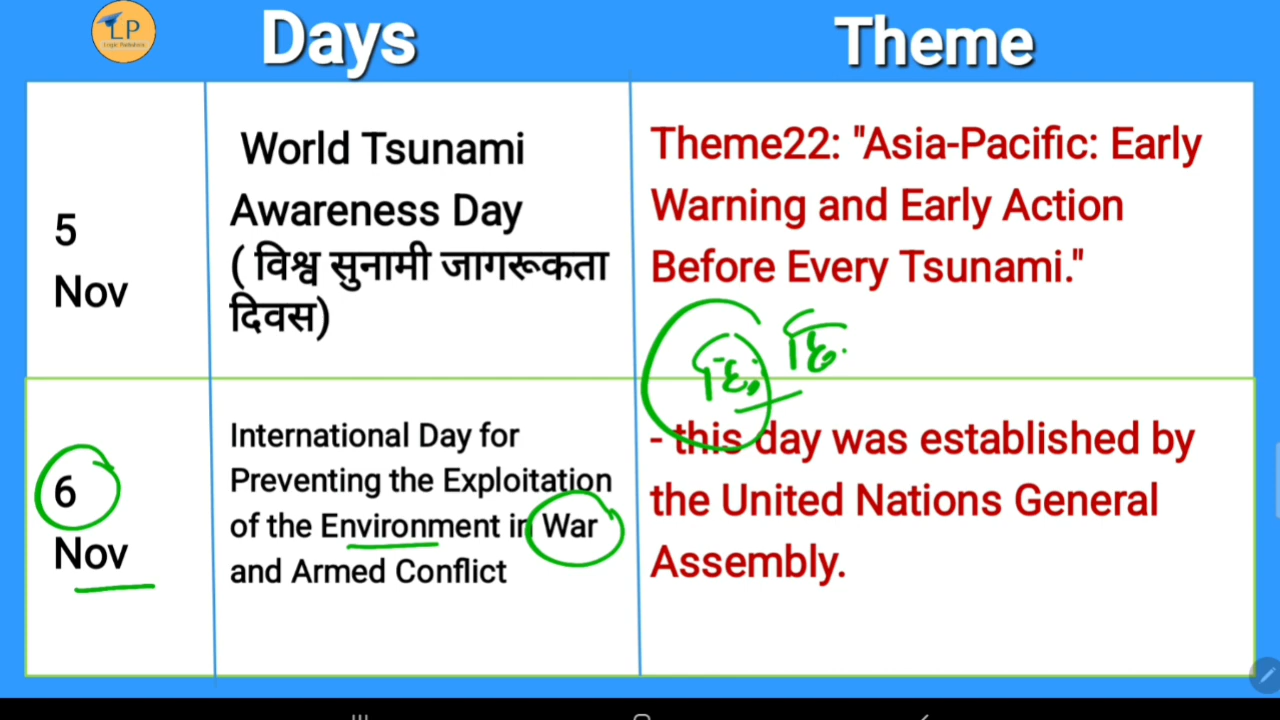 LP
Days
Theme
5
Nov
World Tsunami
Awareness Day
( विश्व सुनामी जागरूकता
दिवस)
Theme22: "Asia-Pacific: Early
Warning and Early Action
Before Every Tsunami."
6
Nov
International Day for
Preventing the Exploitation
of the Environment in War
and Armed Conflict
- this day was established by
the United Nations General
Assembly.